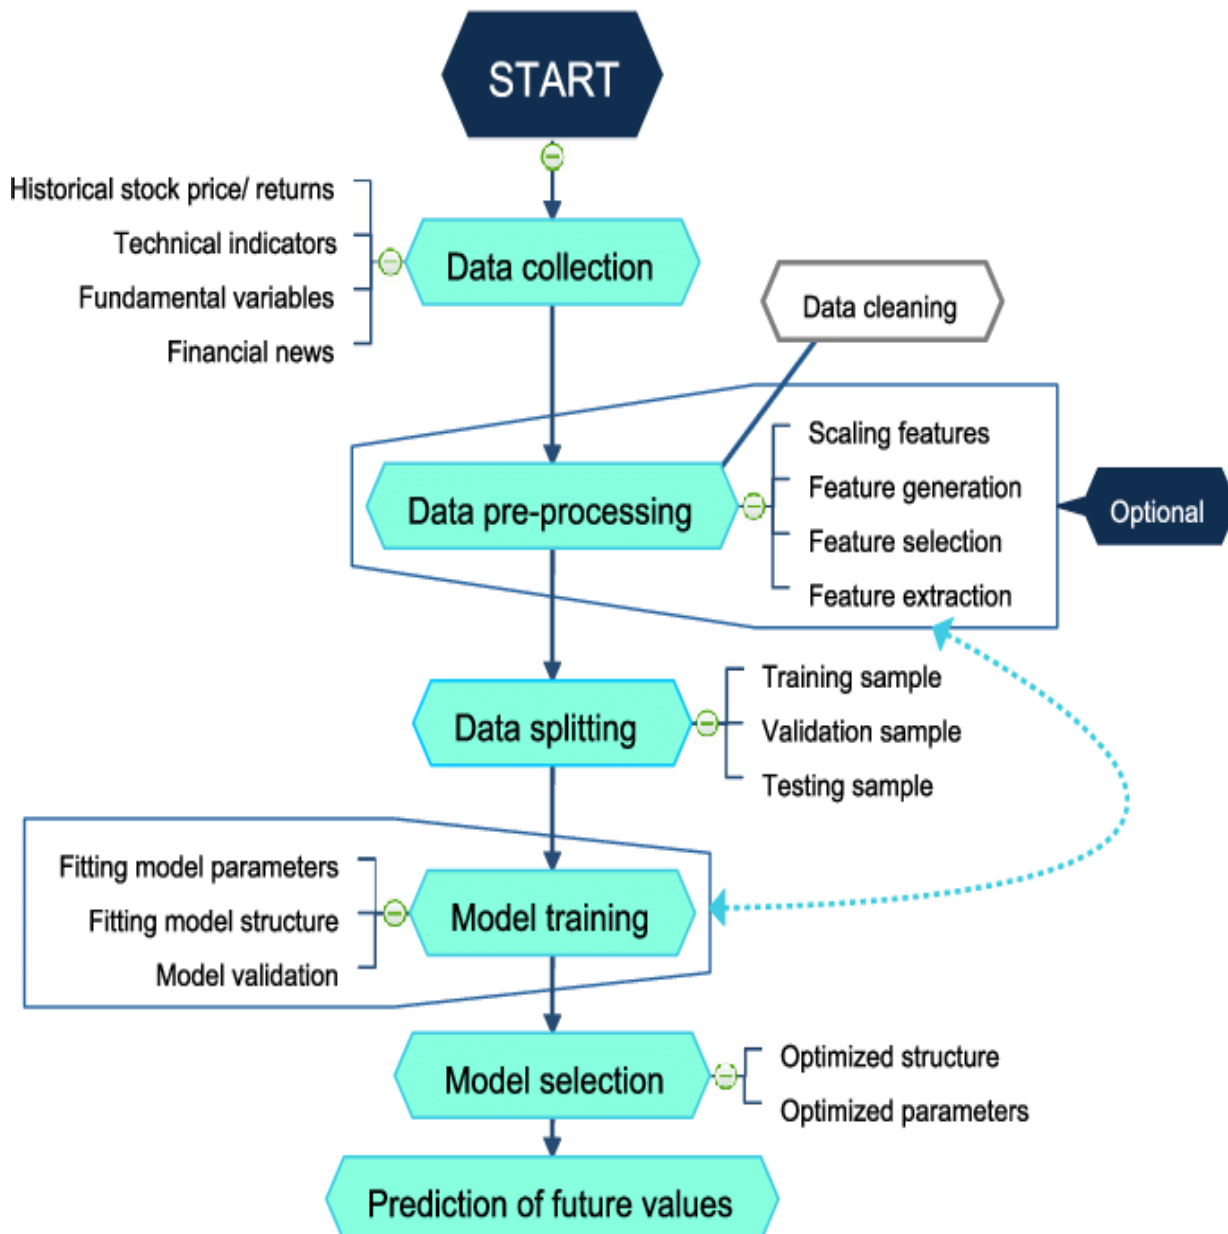 START
Historical stock price/ returns
Technical indicators
Fundamental variables
Financial news
Data collection
Data cleaning
Data pre-processing
Scaling features
Feature generation
Feature selection
Feature extraction
Optional
Data splitting
Training sample
Validation sample
Testing sample
Fitting model parameters
Fitting model structure
Model validation
Model training
Model selection
Optimized structure
Optimized parameters
Prediction of future values